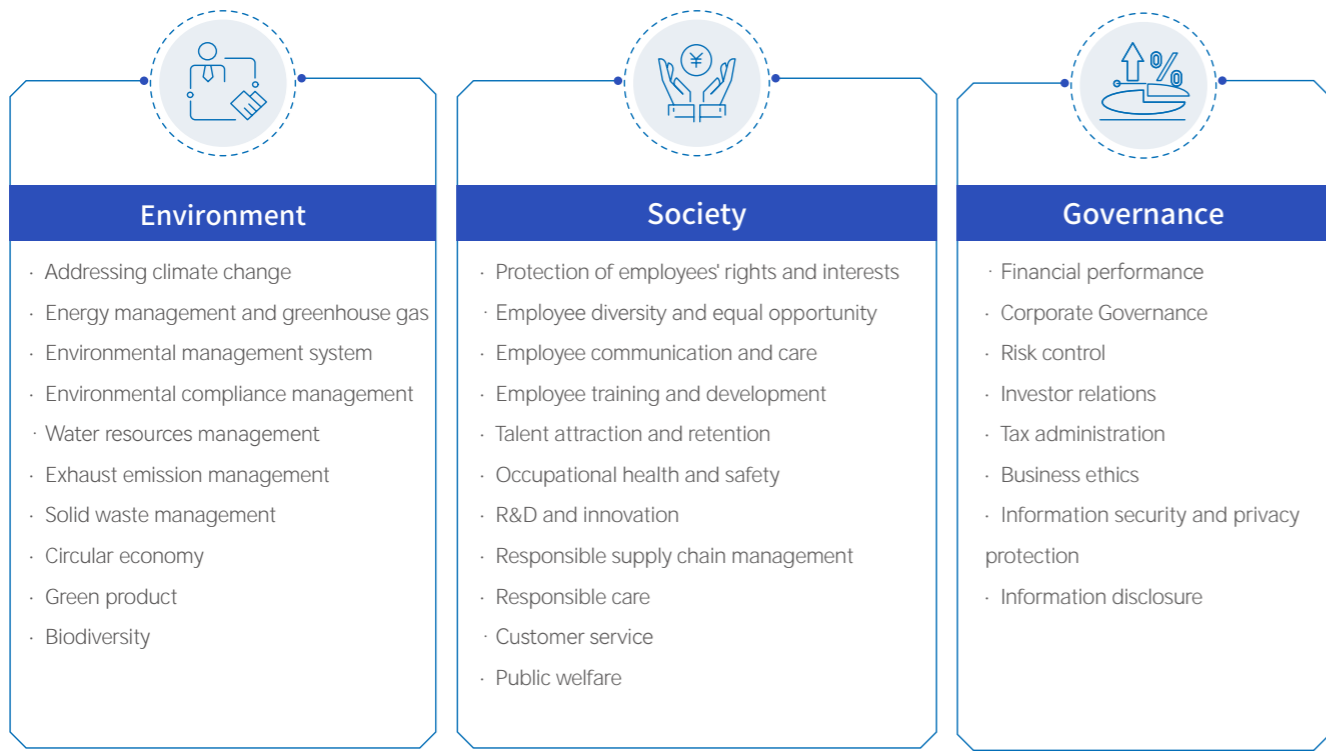 Environment
· Addressing climate change
· Energy management and greenhouse gas
· Environmental management system
· Environmental compliance management
· Water resources management
· Exhaust emission management
· Solid waste management
· Circular economy
· Green product
· Biodiversity
¥
Society
· Protection of employees' rights and interests
· Employee diversity and equal opportunity
· Employee communication and care
· Employee training and development
· Talent attraction and retention
· Occupational health and safety
· R&D and innovation
· Responsible supply chain management
· Responsible care
· Customer service
· Public welfare
%
Governance
· Financial performance
· Corporate Governance
· Risk control
· Investor relations
· Tax administration
· Business ethics
· Information security and privacy
protection
· Information disclosure